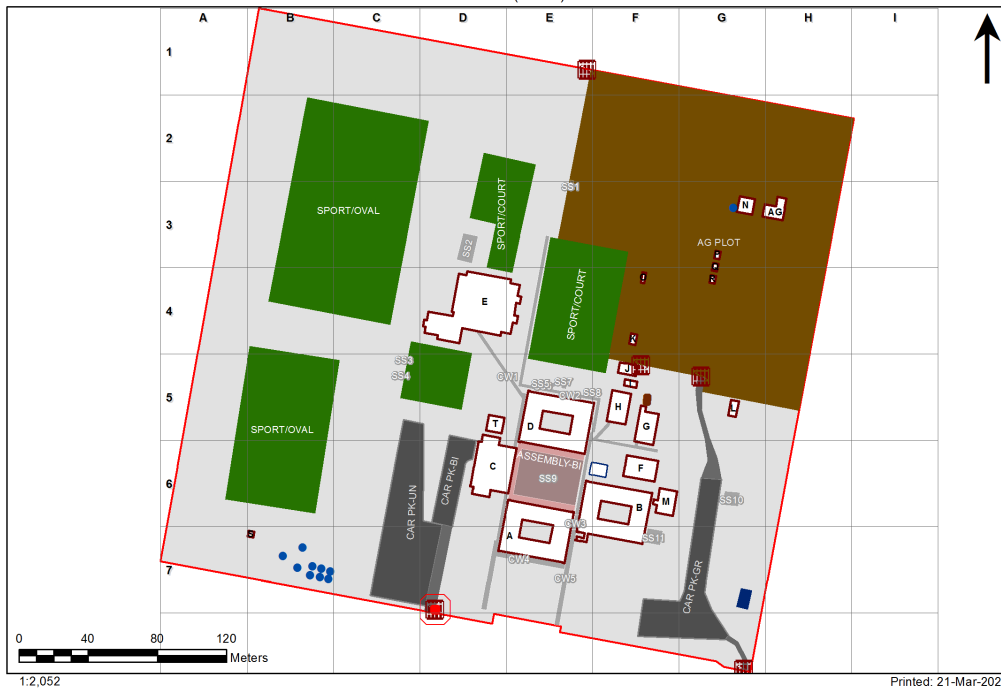 A B C D E F G H I
1
2
SS1
N
AG
3
SPORT/OVAL
SPORT/COURT
AG PLOT
SS2
E
4
SPORT/COURT
SS3
J
SS4
CW1
SS5
SS7
CW2
SS8
5
H
L
SPORT/OVAL
T
D
G
ASSEMBLY-BI
C
F
CAR PK-BI
SS9
6
SS10
CAR PK-UN
M
B
CW3
A
SS11
CW4
7
CW5
CAR PK-GR
0 40 80 120
Meters
1:2,052
Printed: 21-Mar-202